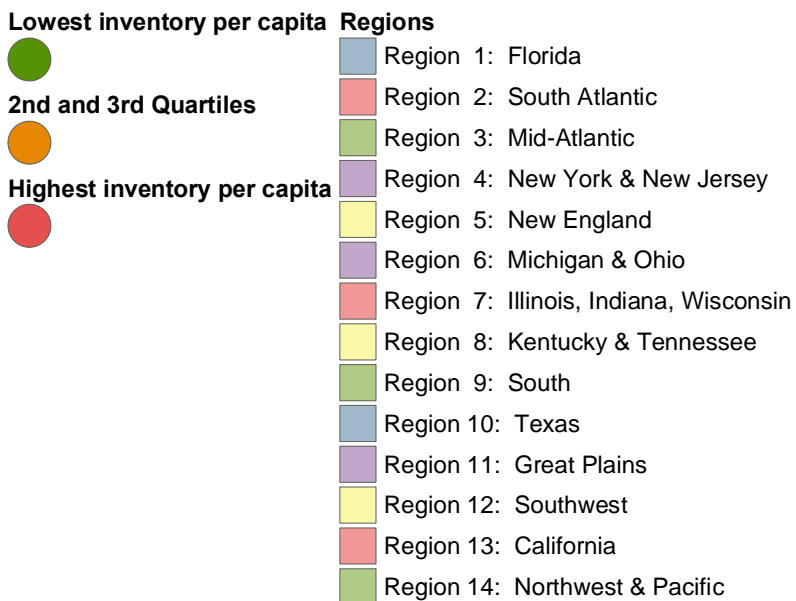 Lowest inventory per capita
2nd and 3rd Quartiles
Highest inventory per capita
Regions
Region 1: Florida
Region 2: South Atlantic
Region 3: Mid-Atlantic
Region 4: New York & New Jersey
Region 5: New England
Region 6: Michigan & Ohio
Region 7: Illinois, Indiana, Wisconsin
Region 8: Kentucky & Tennessee
Region 9: South
Region 10: Texas
Region 11: Great Plains
Region 12: Southwest
Region 13: California
Region 14: Northwest & Pacific